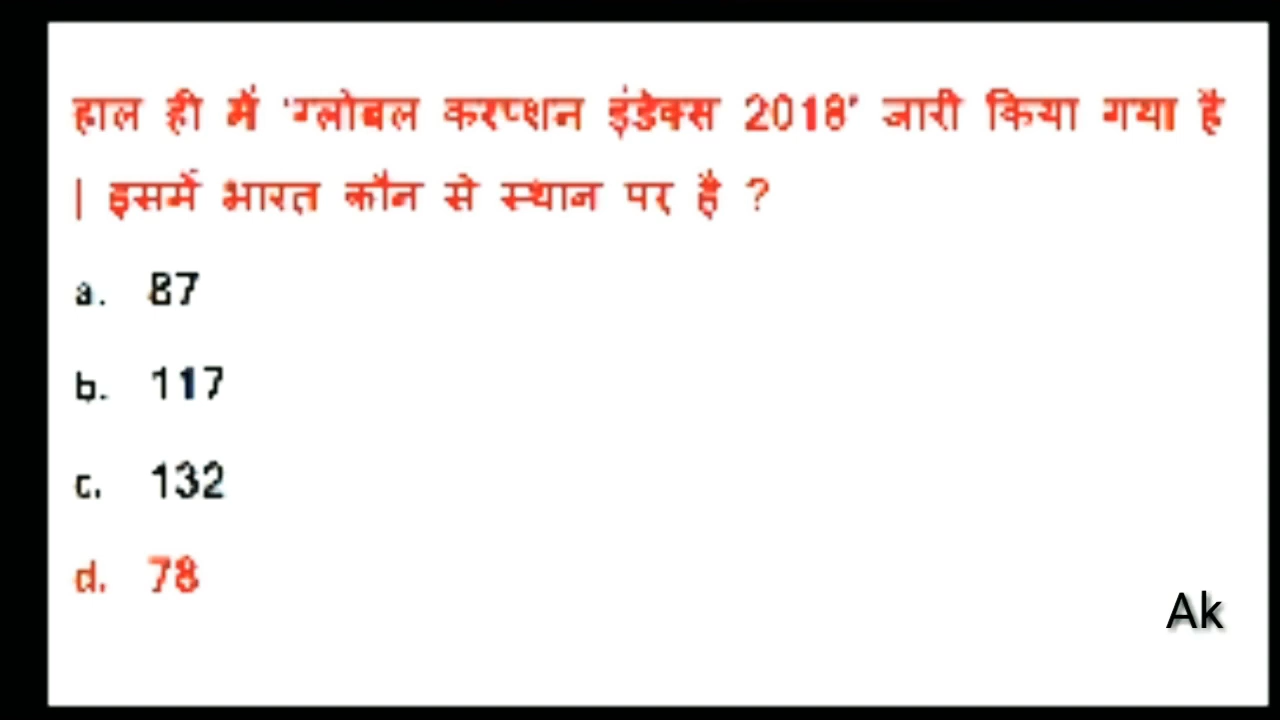 हाल ही में 'ग्लोबल करप्शन इंडेक्स 2018' जारी किया गया है
| इसमें भारत कौन से स्थान पर है ?
a. 87
b. 117
c. 132
d. 78
Ak